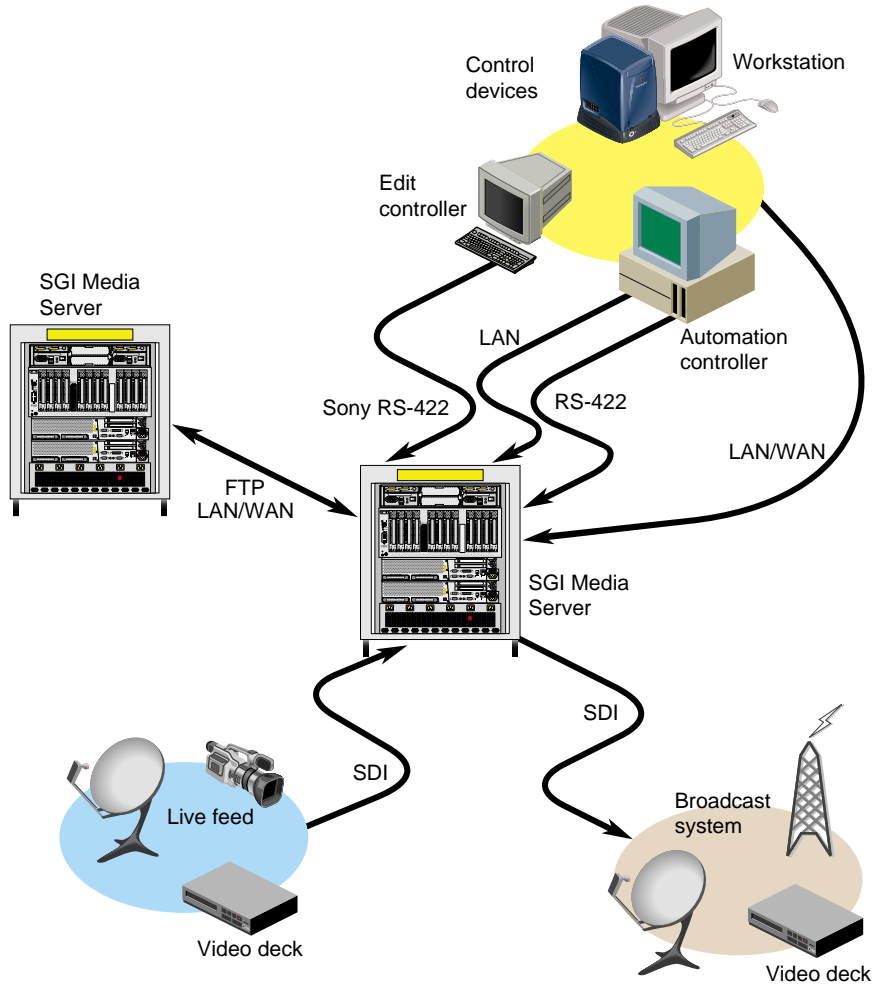 Control
devices
Workstation
Edit
controller
SGI Media
Server
LAN
Automation
controller
Sony RS-422
RS-422
LAN/WAN
FTP
LAN/WAN
SGI Media
Server
SDI
SDI
Live feed
Broadcast
system
Video deck
Video deck